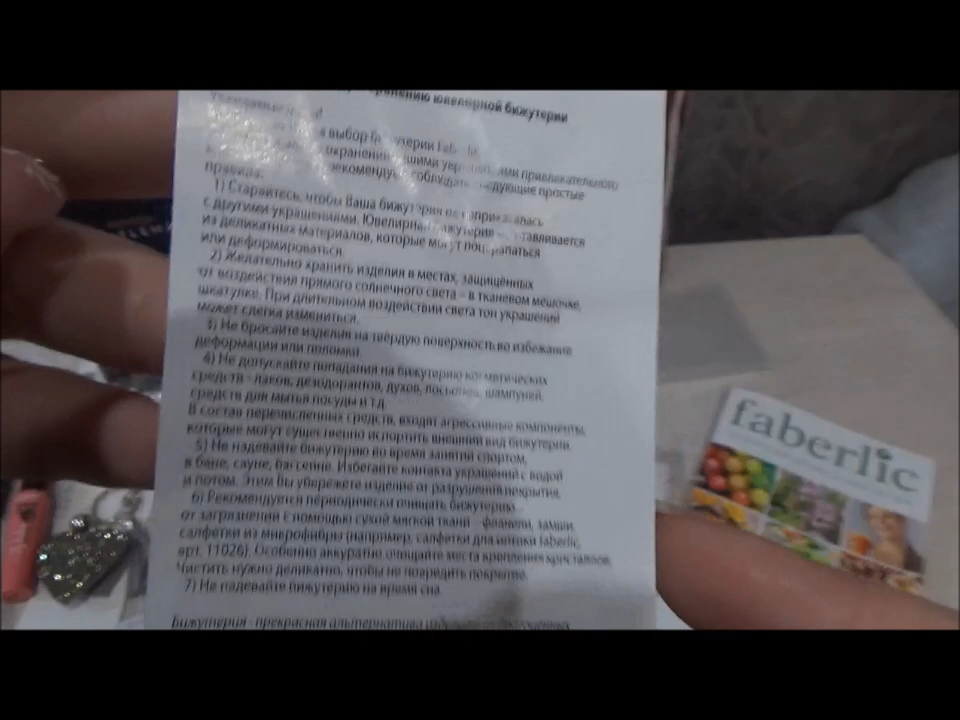 ювелирной бижутерии
выбор
правила:
1) Старайтесь, чтобы Ваша бижутерия не соприкасалась
с другими украшениями. Ювелирная бижутерия
из деликатных материалов, которые могут поцарапаться
или деформироваться.
2) Желательно хранить изделия в местах, защищённых
от воздействия прямого солнечного света – в тканевом мешочке,
шкатулке. При длительном воздействии света тон украшений
может слегка измениться.
3) Не бросайте изделия на твёрдую поверхность во избежание
деформации или поломки.
4) Не допускайте попадания на бижутерию косметических
средств - лаков, дезодорантов, духов, лосьонов, шампуней,
средств для мытья посуды и т.д.
В состав перечисленных средств, входят агрессивные компоненты,
которые могут существенно испортить внешний вид бижутерии.
5) Не надевайте бижутерию во время занятий спортом,
в бане, сауне, бассейне. Избегайте контакта украшений с водой
и потом. Этим Вы убережете изделие от разрушения покрытия.
6) Рекомендуется периодически очищать бижутерию
от загрязнений с помощью сухой мягкой ткани - фланели, замши,
салфетки из микрофибры (например, салфетки для оптики faberlic,
арт. 11026). Особенно аккуратно очищайте места крепления кристаллов.
Чистить нужно деликатно, чтобы не повредить покрытие.
7) Не надевайте бижутерию на время сна.
Бижутерия - прекрасная альтернатива
faberlic